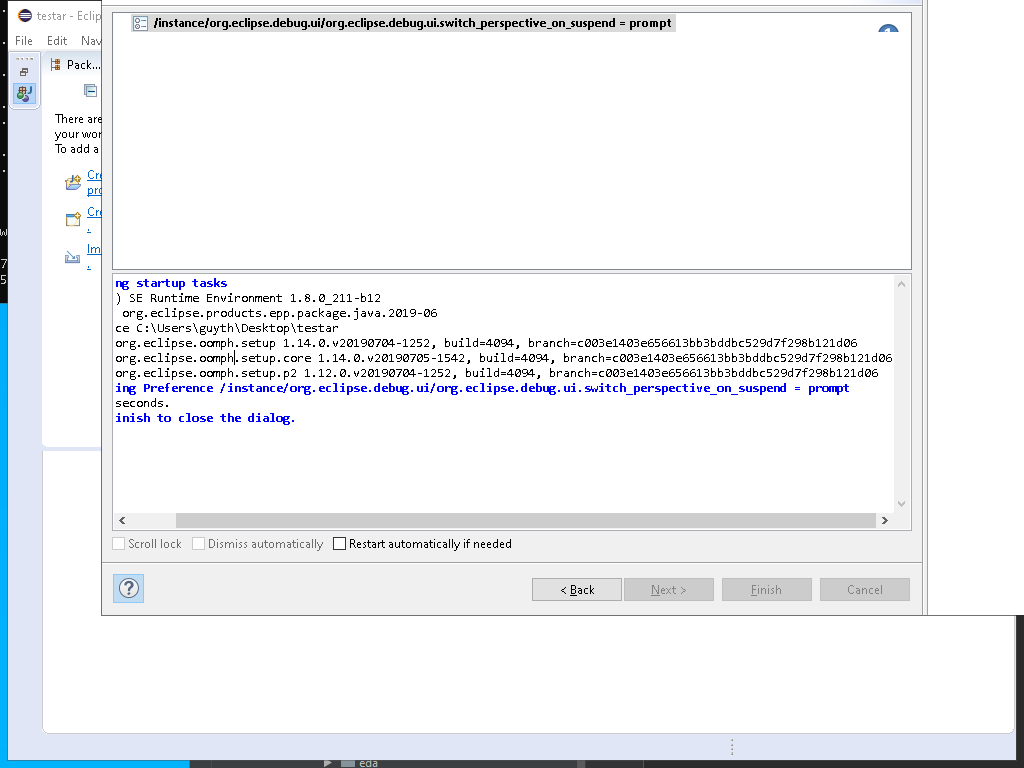 testar - Eclip
/instance/org.eclipse.debug.ui/org.eclipse.debug.ui.switch_perspective_on_suspend = prompt
File Edit Nav
Pack...
There are
your wor
To add a
Cre
pro
Cre
.
Im
.
w
7
5
ng startup tasks
) SE Runtime Environment 1.8.0_211-b12
org.eclipse.products.epp.package.java.2019-06
ce C:\Users\guyth\Desktop\testar
org.eclipse.oomph.setup 1.14.0.v20190704-1252, build=4094, branch=c003e1403e656613bb3bddbc529d7f298b121d06
org.eclipse.oomph.setup.core 1.14.0.v20190705-1542, build=4094, branch=c003e1403e656613bb3bddbc529d7f298b121d06
org.eclipse.oomph.setup.p2 1.12.0.v20190704-1252, build=4094, branch=c003e1403e656613bb3bddbc529d7f298b121d06
ing Preference /instance/org.eclipse.debug.ui/org.eclipse.debug.ui.switch_perspective_on_suspend = prompt
seconds.
inish to close the dialog.
Scroll lock Dismiss automatically Restart automatically if needed
? < Back Next > Finish Cancel
eda